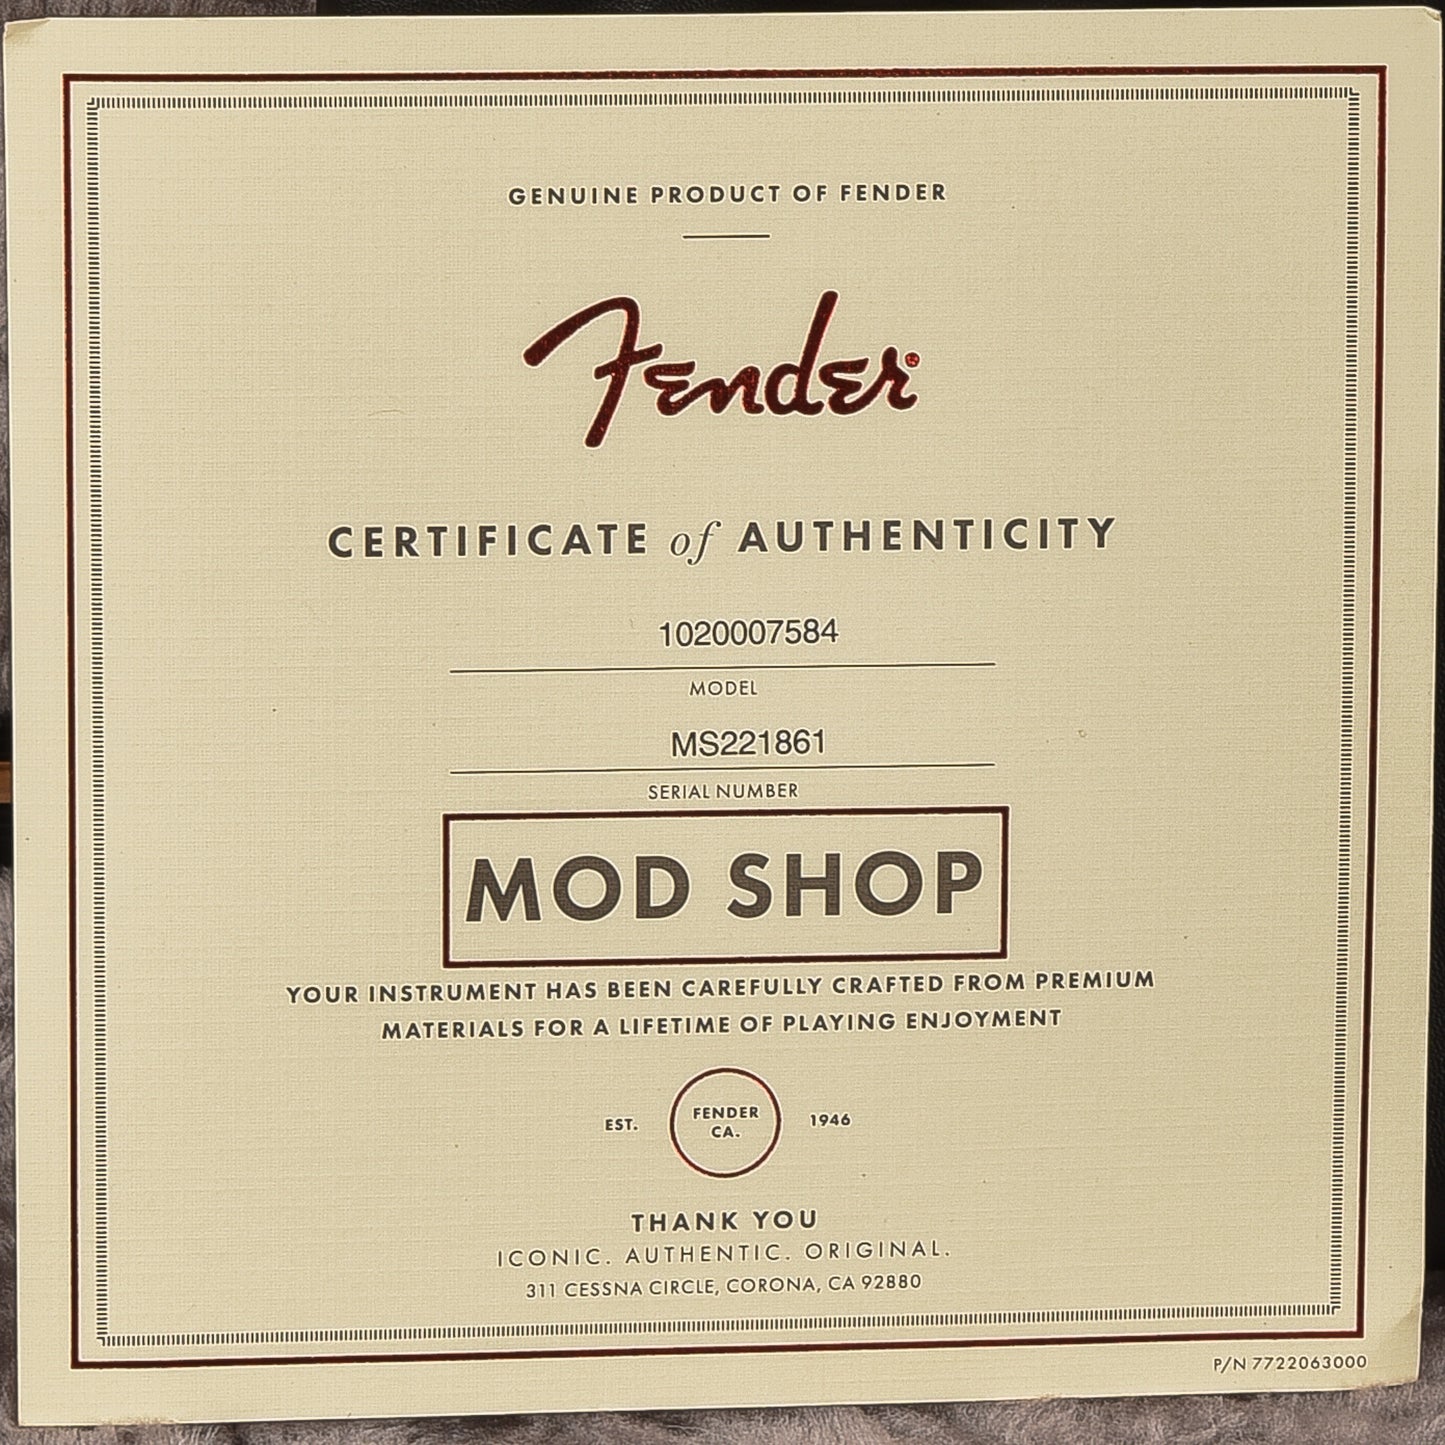 GENUINE PRODUCT OF FENDER
Fender®
CERTIFICATE of AUTHENTICITY
1020007584
MODEL
MS221861
SERIAL NUMBER
MOD SHOP
YOUR INSTRUMENT HAS BEEN CAREFULLY CRAFTED FROM PREMIUM
MATERIALS FOR A LIFETIME OF PLAYING ENJOYMENT
EST. FENDER CA. 1946
THANK YOU
ICONIC. AUTHENTIC. ORIGINAL.
311 CESSNA CIRCLE, CORONA, CA 92880
P/N 7722063000